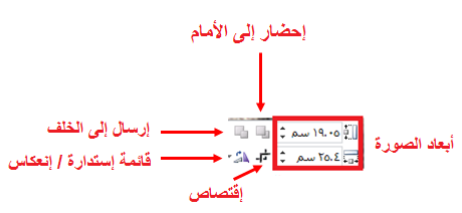 إحضار إلى الأمام
١٩.٠٥ سم
إرسال إلى الخلف
أبعاد الصورة
٢٥.٤ سم
قائمة إستدارة / إنعكاس
إقتصاص